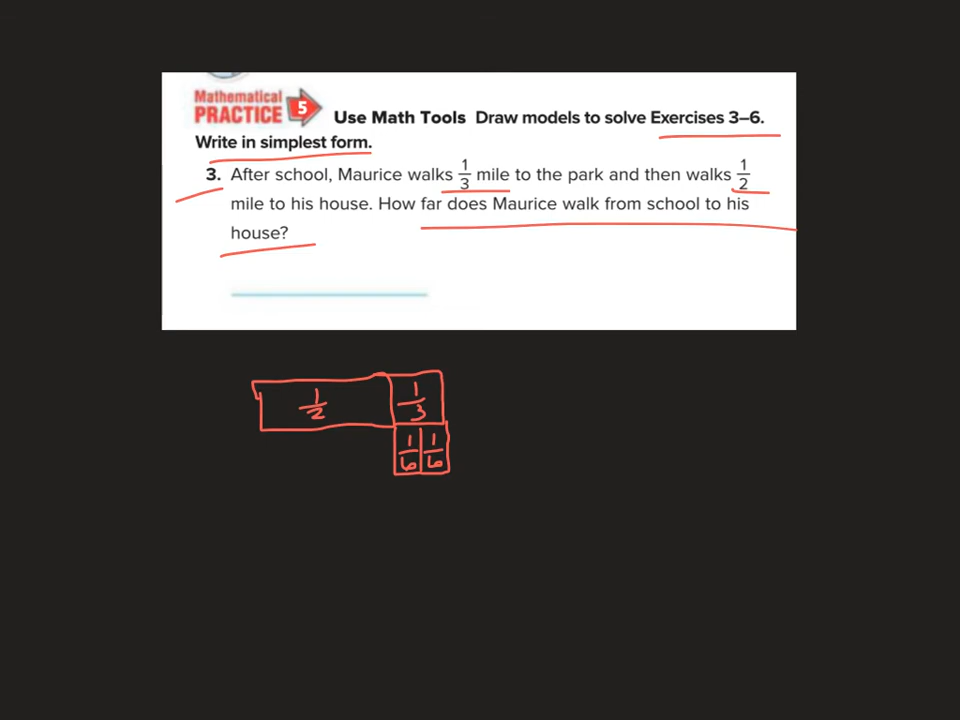 Mathematical
PRACTICE 5 Use Math Tools Draw models to solve Exercises 3–6.
Write in simplest form.
3. After school, Maurice walks 1/3 mile to the park and then walks 1/2
mile to his house. How far does Maurice walk from school to his
house?
1/2 1/3
1/6 1/6